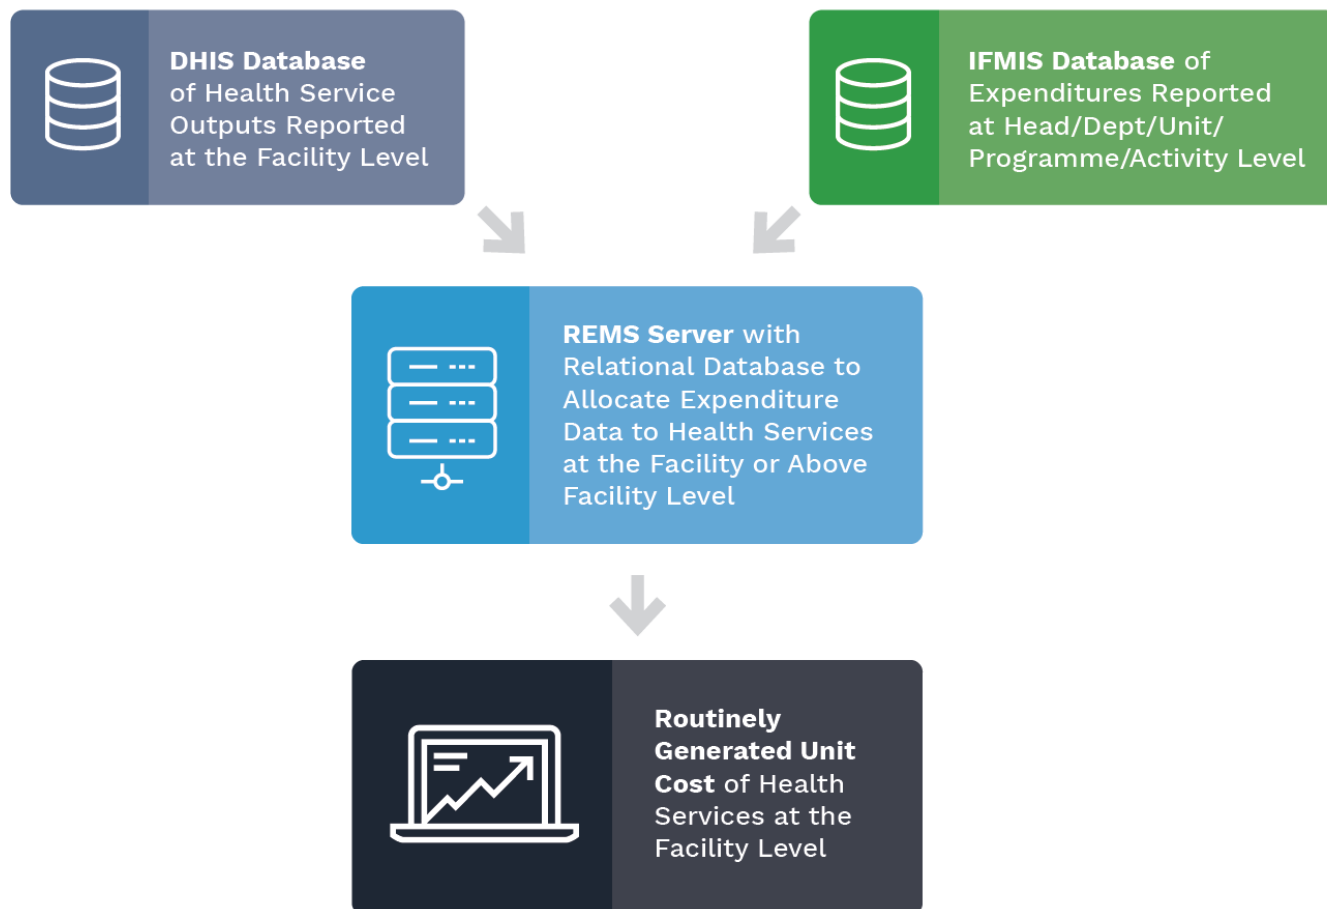 DHIS Database
of Health Service
Outputs Reported
at the Facility Level
IFMIS Database of
Expenditures Reported
at Head/Dept/Unit/
Programme/Activity Level
REMS Server with
Relational Database to
Allocate Expenditure
Data to Health Services
at the Facility or Above
Facility Level
Routinely
Generated Unit
Cost of Health
Services at the
Facility Level